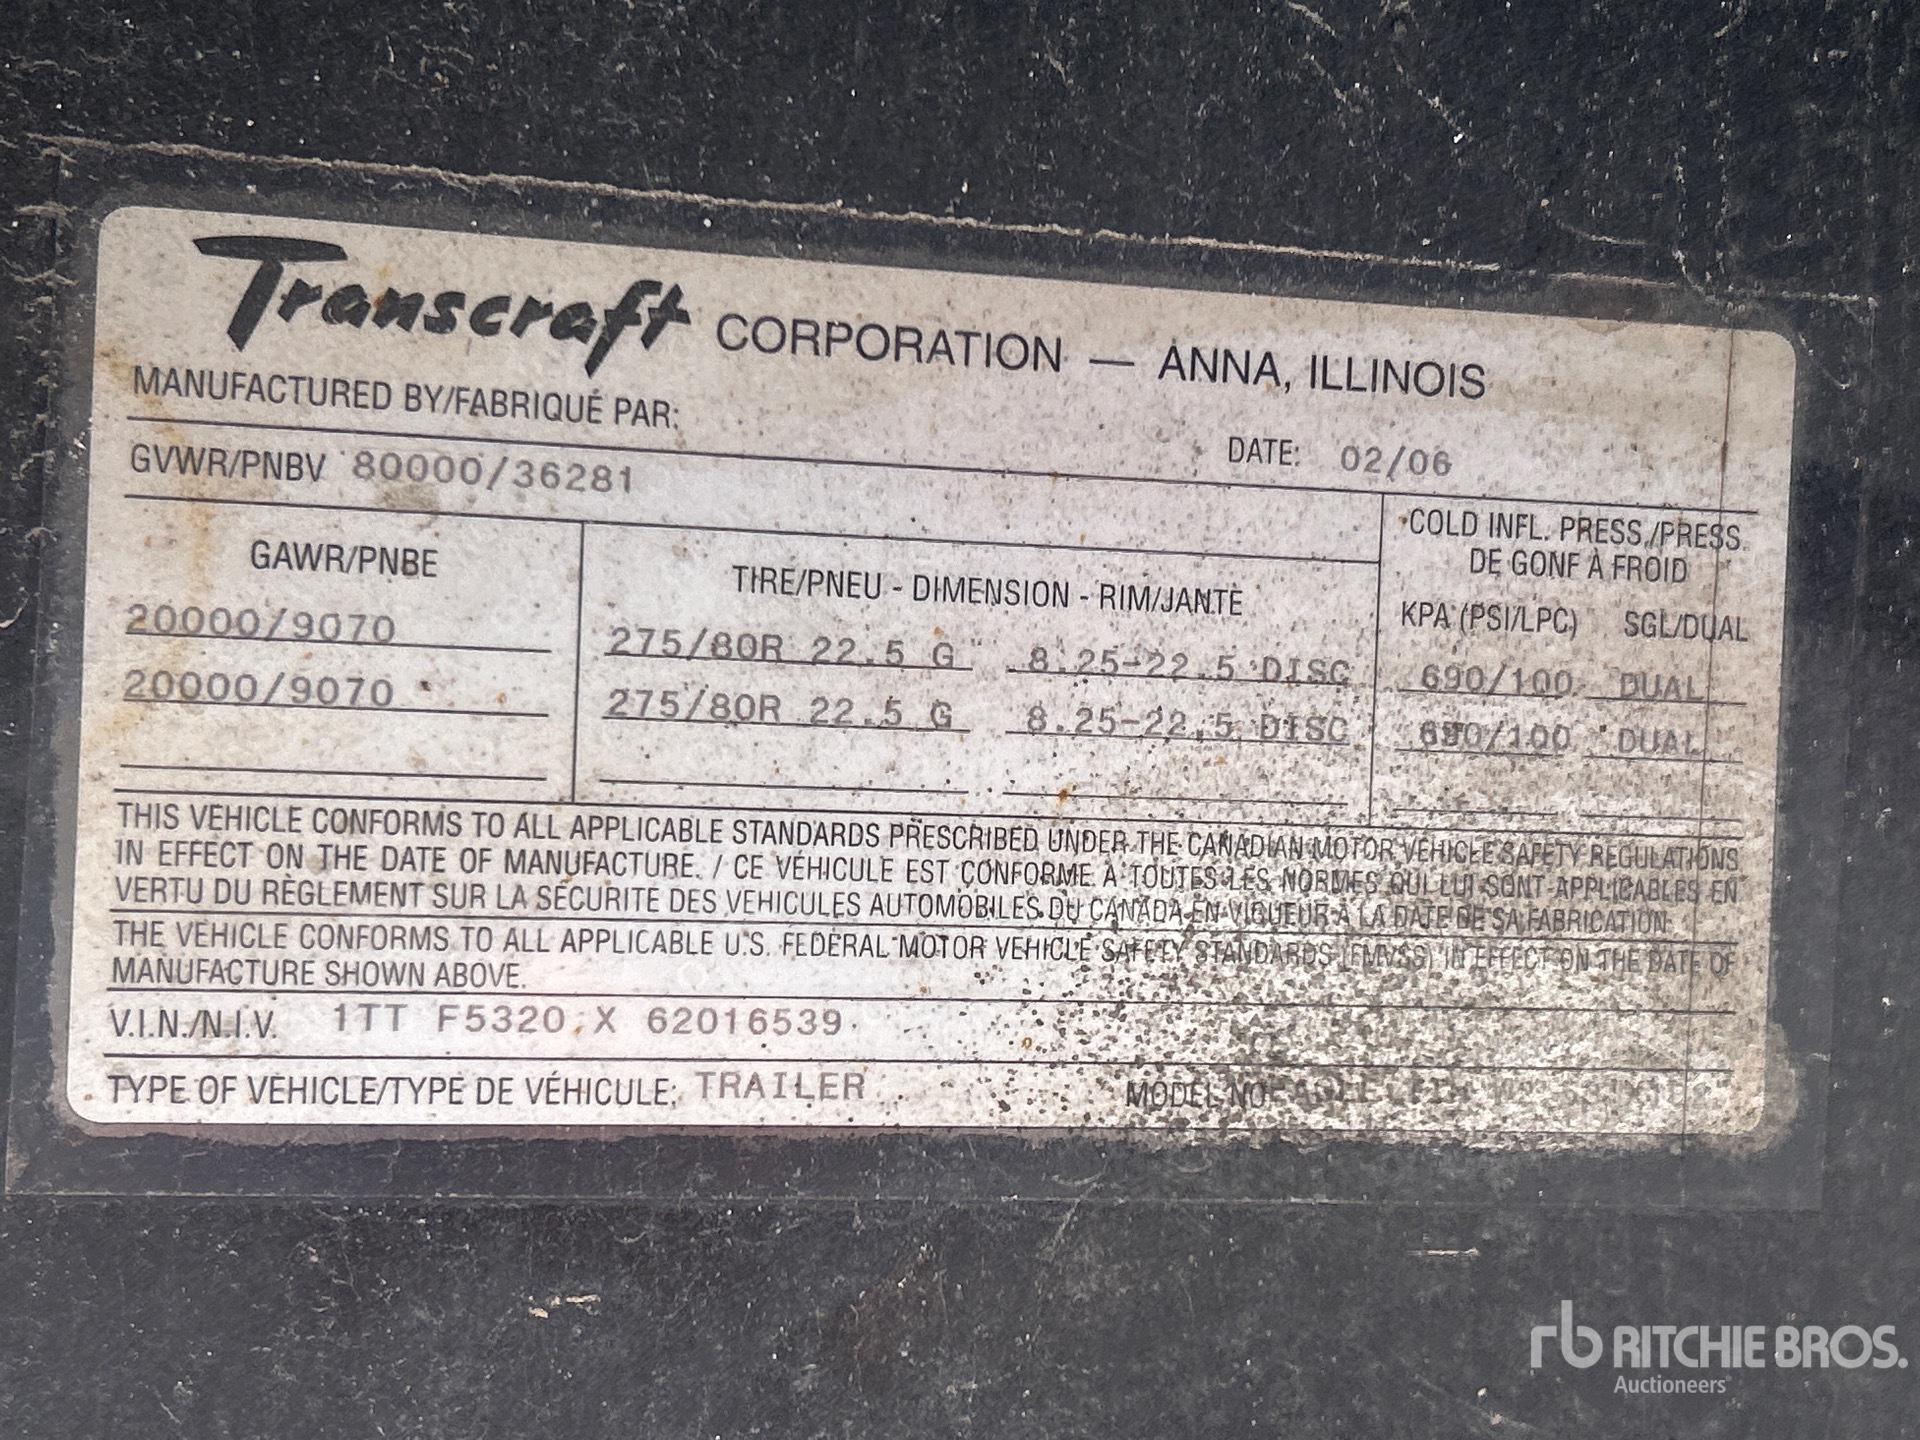 Transcraft CORPORATION — ANNA, ILLINOIS
MANUFACTURED BY/FABRIQUÉ PAR:
DATE: 02/06
GVWR/PNBV 80000/36281
GAWR/PNBE
TIRE/PNEU - DIMENSION - RIM/JANTE
COLD INFL. PRESS./PRESS.
DE GONF À FROID
KPA (PSI/LPC) SGL/DUAL
20000/9070 275/80R 22.5 G 8.25-22.5 DISC 690/100 DUAL
20000/9070 275/80R 22.5 G 8.25-22.5 DISC 690/100 DUAL
THIS VEHICLE CONFORMS TO ALL APPLICABLE STANDARDS PRESCRIBED UNDER THE CANADIAN MOTOR VEHICLE SAFETY REGULATIONS
IN EFFECT ON THE DATE OF MANUFACTURE. / CE VÉHICULE EST CONFORME À TOUTES LES NORMES QUI LUI SONT APPLICABLES EN
VERTU DU RÈGLEMENT SUR LA SÉCURITE DES VEHICULES AUTOMOBILES DU CANADA EN VIGUEUR À LA DATE DE SA FABRICATION
THE VEHICLE CONFORMS TO ALL APPLICABLE U.S. FEDERAL MOTOR VEHICLE SAFETY STANDARDS (FMVSS) IN EFFECT ON THE DATE OF
MANUFACTURE SHOWN ABOVE.
V.I.N./N.I.V. 1TT F5320 X 62016539
TYPE OF VEHICLE/TYPE DE VÉHICULE: TRAILER MODEL NO
rb RITCHIE BROS.
Auctioneers